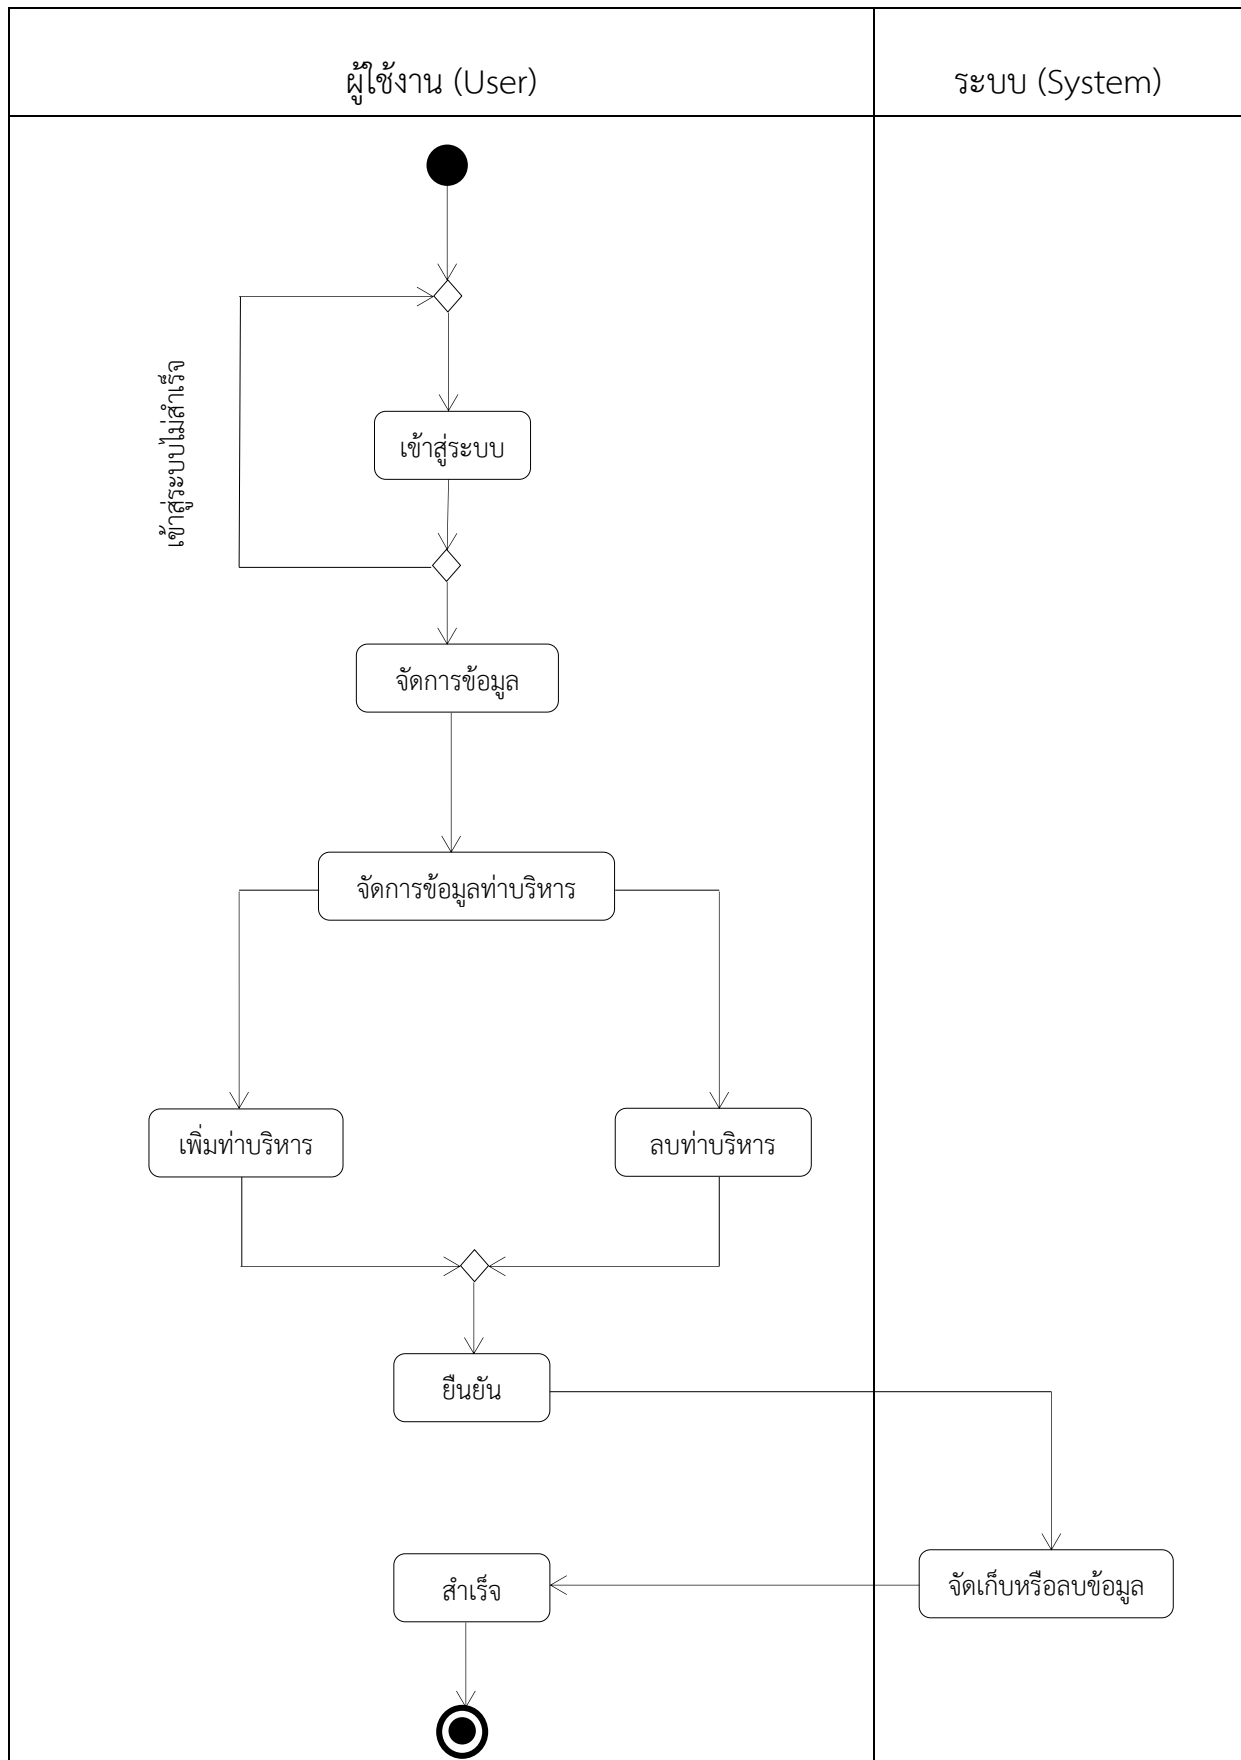 ผู้ใช้งาน (User)
ระบบ (System)
เข้าสู่ระบบไม่สำเร็จ
เข้าสู่ระบบ
จัดการข้อมูล
จัดการข้อมูลท่าบริหาร
เพิ่มท่าบริหาร
ลบท่าบริหาร
ยืนยัน
สำเร็จ
จัดเก็บหรือลบข้อมูล